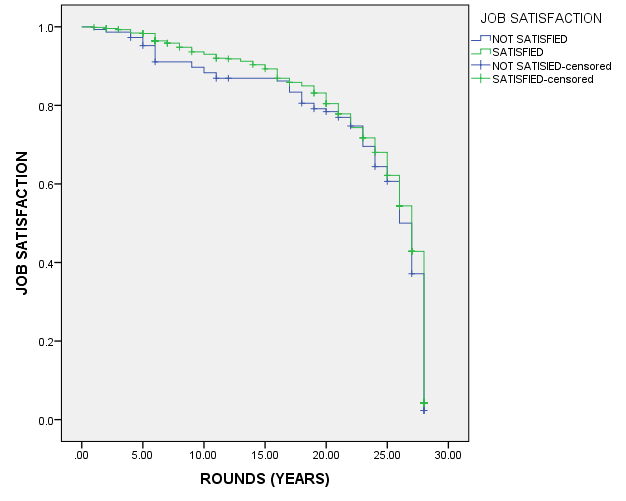 JOB SATISFACTION
NOT SATISFIED
SATISFIED
NOT SATISIED-censored
SATISFIED-censored
1.0
0.8
0.6
0.4
0.2
0.0
JOB SATISFACTION
.00 5.00 10.00 15.00 20.00 25.00 30.00
ROUNDS (YEARS)